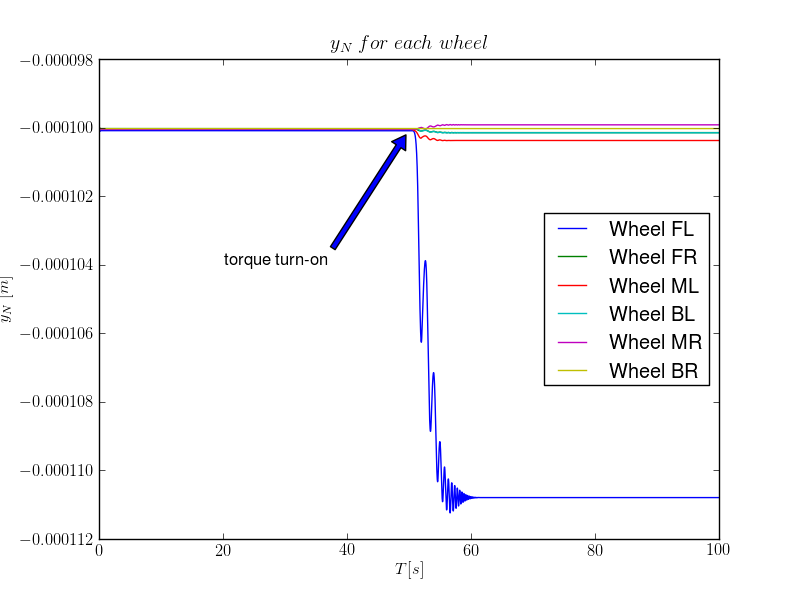 y_N for each wheel
−0.000098
−0.000100
−0.000102
−0.000104
−0.000106
−0.000108
−0.000110
−0.000112
y_N [m]
torque turn-on
Wheel FL
Wheel FR
Wheel ML
Wheel BL
Wheel MR
Wheel BR
0 20 40 60 80 100
T[s]